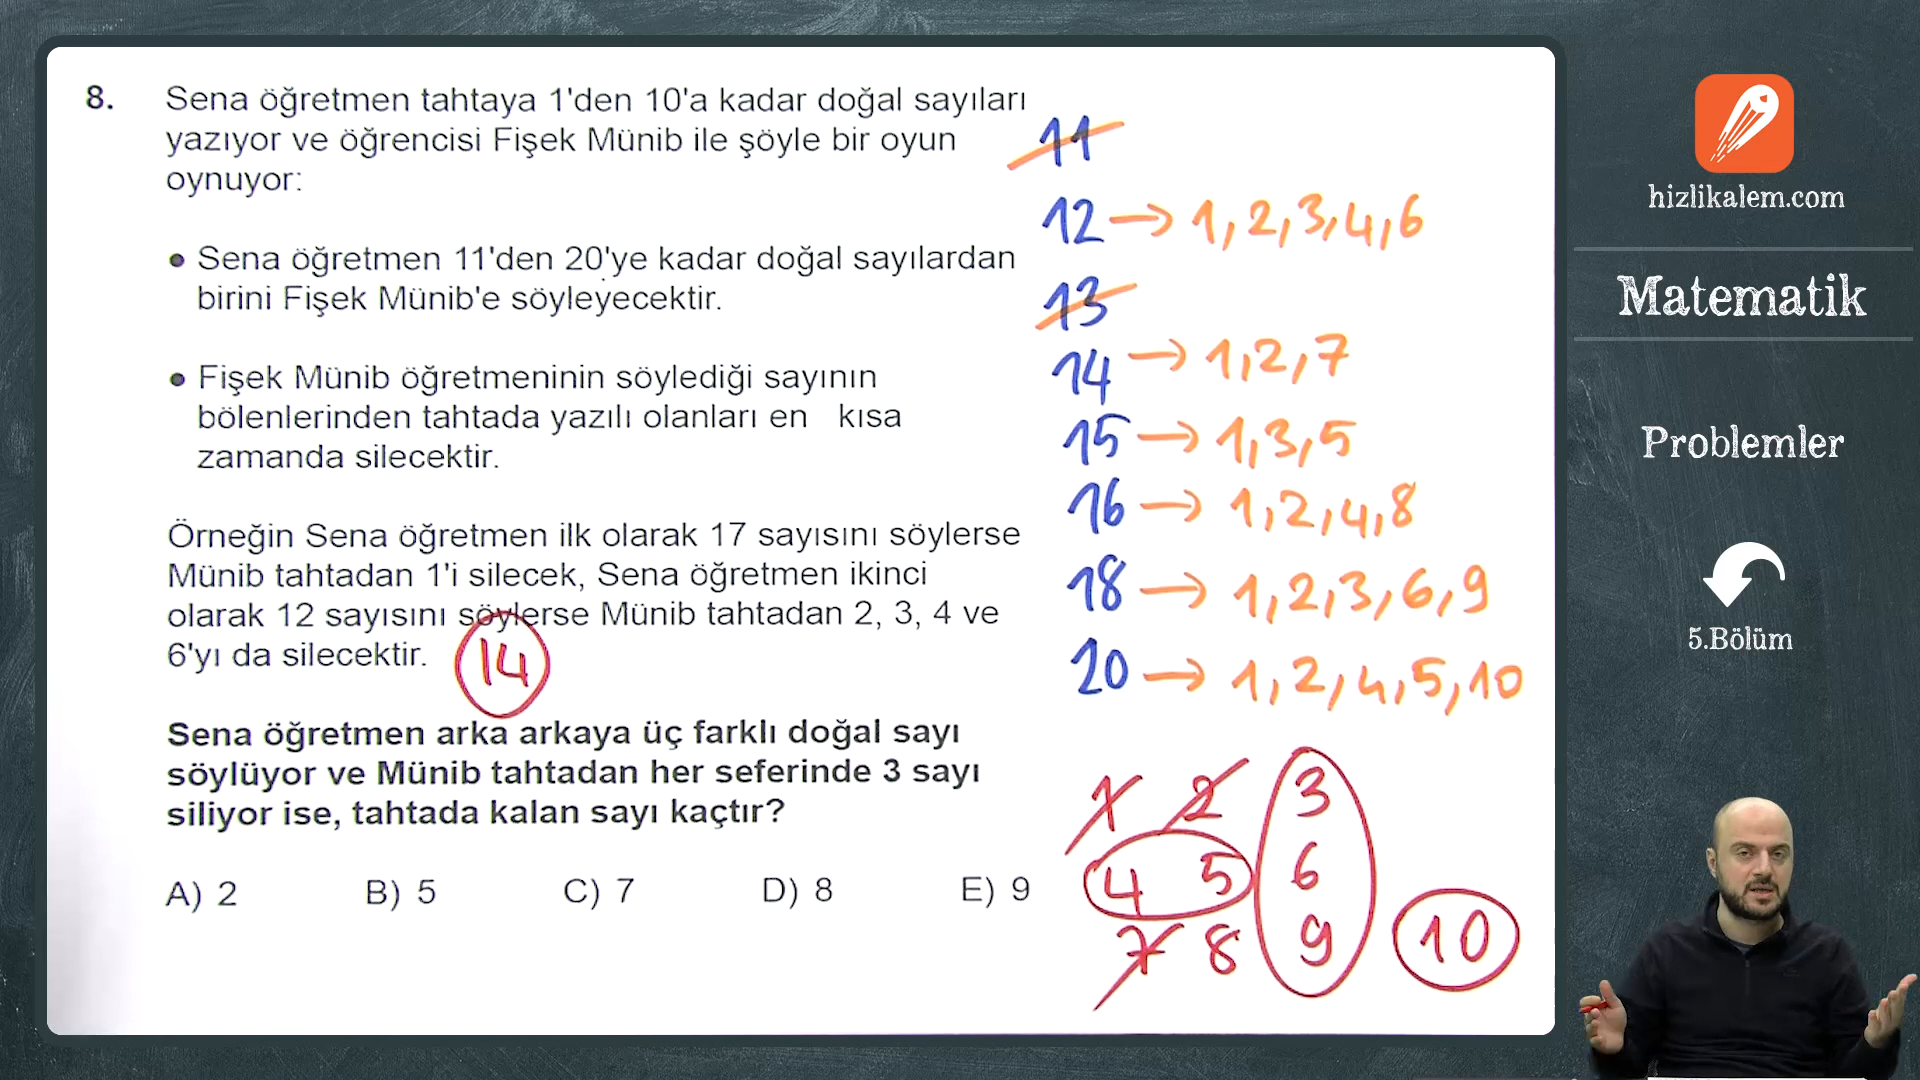 8. Sena öğretmen tahtaya 1'den 10'a kadar doğal sayıları
yazıyor ve öğrencisi Fişek Münib ile şöyle bir oyun
oynuyor:
• Sena öğretmen 11'den 20'ye kadar doğal sayılardan
birini Fişek Münib'e söyleyecektir.
• Fişek Münib öğretmeninin söylediği sayının
bölenlerinden tahtada yazılı olanları en kısa
zamanda silecektir.
Örneğin Sena öğretmen ilk olarak 17 sayısını söylerse
Münib tahtadan 1'i silecek, Sena öğretmen ikinci
olarak 12 sayısını söylerse Münib tahtadan 2, 3, 4 ve
6'yı da silecektir.
14
Sena öğretmen arka arkaya üç farklı doğal sayı
söylüyor ve Münib tahtadan her seferinde 3 sayı
siliyor ise, tahtada kalan sayı kaçtır?
A) 2 B) 5 C) 7 D) 8 E) 9
11
12 → 1, 2, 3, 4, 6
13
14 → 1, 2, 7
15 → 1, 3, 5
16 → 1, 2, 4, 8
18 → 1, 2, 3, 6, 9
20 → 1, 2, 4, 5, 10
1 2 3
4 5 6
7 8 9 10
hizlikalem.com
Matematik
Problemler
5.Bölüm